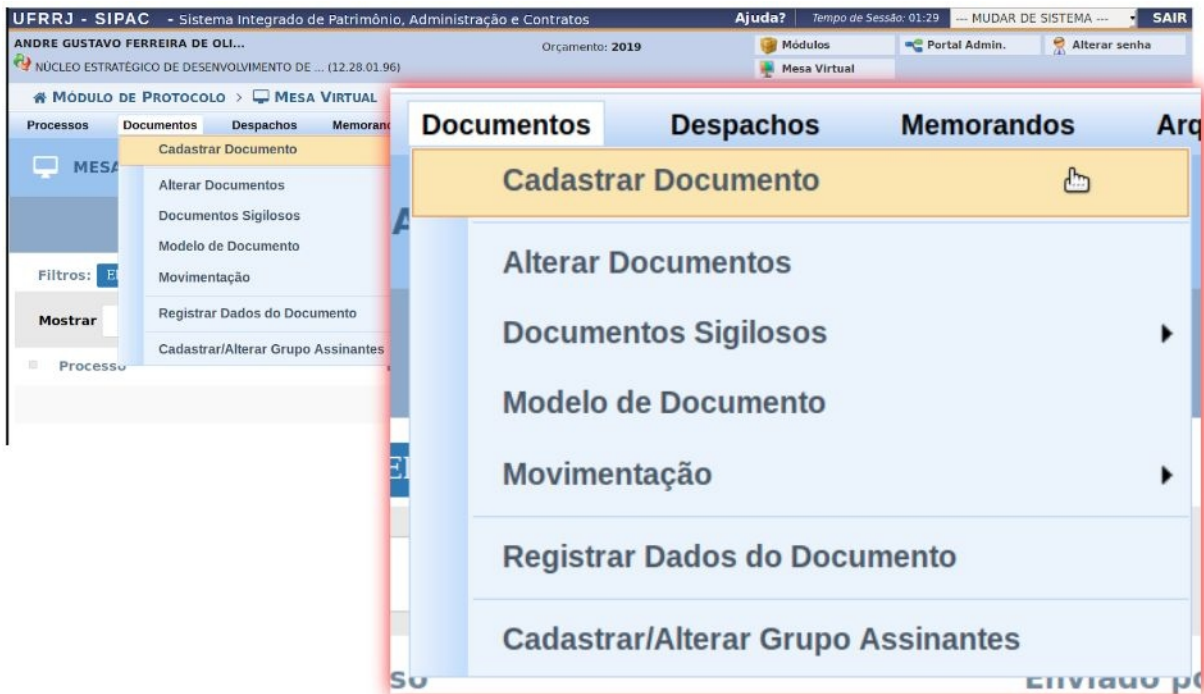 UFRRJ - SIPAC - Sistema Integrado de Patrimônio, Administração e Contratos Ajuda? Tempo de Sessão: 01:29 --- MUDAR DE SISTEMA --- SAIR
ANDRE GUSTAVO FERREIRA DE OLI... Orçamento: 2019 Módulos Portal Admin. Alterar senha
NÚCLEO ESTRATÉGICO DE DESENVOLVIMENTO DE ... (12.28.01.96) Mesa Virtual
MÓDULO DE PROTOCOLO > MESA VIRTUAL
Processos Documentos Despachos
MESA
Cadastrar Documento
Alterar Documentos
Documentos Sigilosos
Modelo de Documento
Movimentação
Registrar Dados do Documento
Cadastrar/Alterar Grupo Assinantes
Filtros:
Mostrar
Processo
Documentos Despachos Memorandos
Cadastrar Documento
Alterar Documentos
Documentos Sigilosos
Modelo de Documento
Movimentação
Registrar Dados do Documento
Cadastrar/Alterar Grupo Assinantes
Enviado